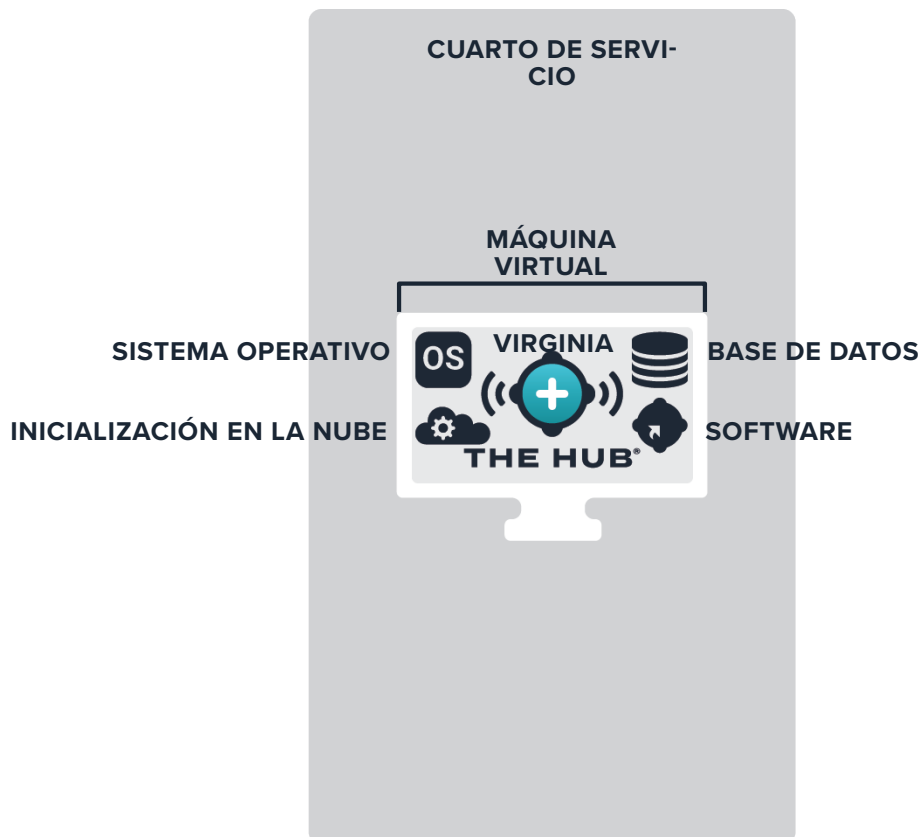 CUARTO DE SERVI-
CIO
MÁQUINA
VIRTUAL
SISTEMA OPERATIVO
OS
VIRGINIA
BASE DE DATOS
INICIALIZACIÓN EN LA NUBE
SOFTWARE
THE HUB®